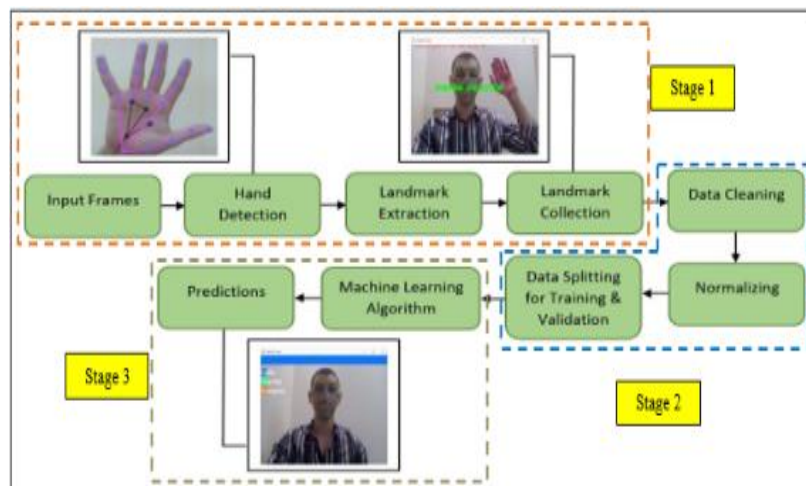 Stage 1
Input Frames
Hand
Detection
Landmark
Extraction
Landmark
Collection
Data Cleaning
Predictions
Machine Learning
Algorithm
Data Splitting
for Training &
Validation
Normalizing
Stage 3
Stage 2